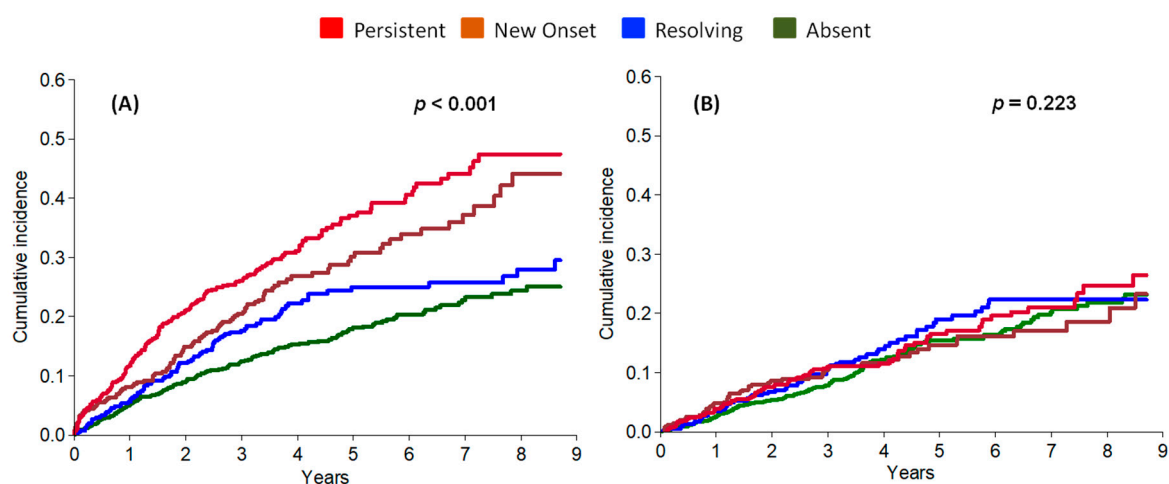 Persistent New Onset Resolving Absent
(A) p < 0.001
0.6
0.5
0.4
0.3
0.2
0.1
0.0
Cumulative incidence
0 1 2 3 4 5 6 7 8 9
Years
(B) p = 0.223
0.6
0.5
0.4
0.3
0.2
0.1
0.0
Cumulative incidence
0 1 2 3 4 5 6 7 8 9
Years